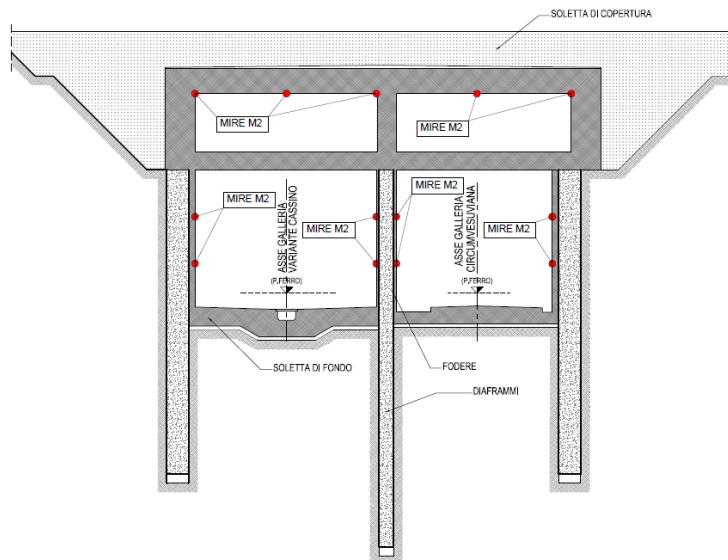 SOLETTA DI COPERTURA
MIRE M2
MIRE M2
MIRE M2
MIRE M2
MIRE M2
MIRE M2
ASSE GALLERIA
VARIANTE CASSINO
(P.FERRO)
ASSE GALLERIA
CIRCUMVESUVIANA
(P.FERRO)
SOLETTA DI FONDO
FODERE
DIAFRAMMI